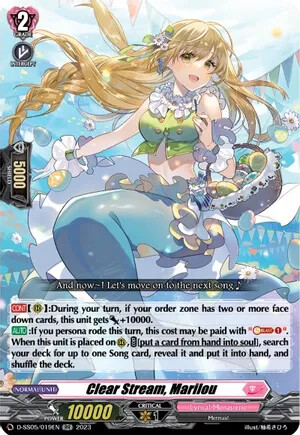 2
GRADE
INTERCEPT
5000
SHIELD
And now~! Let's move on to the next song♪
CONT【】:During your turn, if your order zone has two or more face
down cards, this unit gets +10000.
AUTO:If you persona rode this turn, this cost may be paid with "".
When this unit is placed on , [put a card from hand into soul], search
your deck for up to one Song card, reveal it and put it into hand, and
shuffle the deck.
NORMAL UNIT
Clear Stream, Marilou
POWER 10000
CRITICAL 1
Lyrical Monasterio
Mermaid
D-SS05/019EN RR 2023
illust/柚希きひろ